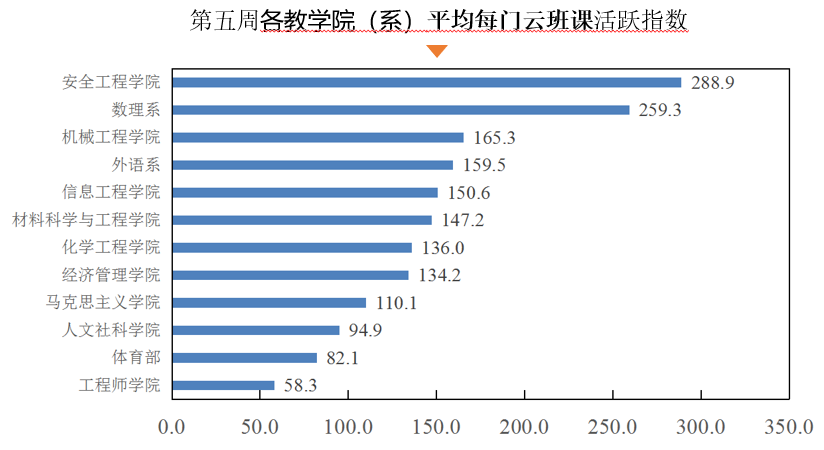 第五周各教学院（系）平均每门云班课活跃指数
安全工程学院 288.9
数理系 259.3
机械工程学院 165.3
外语系 159.5
信息工程学院 150.6
材料科学与工程学院 147.2
化学工程学院 136.0
经济管理学院 134.2
马克思主义学院 110.1
人文社科学院 94.9
体育部 82.1
工程师学院 58.3
0.0 50.0 100.0 150.0 200.0 250.0 300.0 350.0